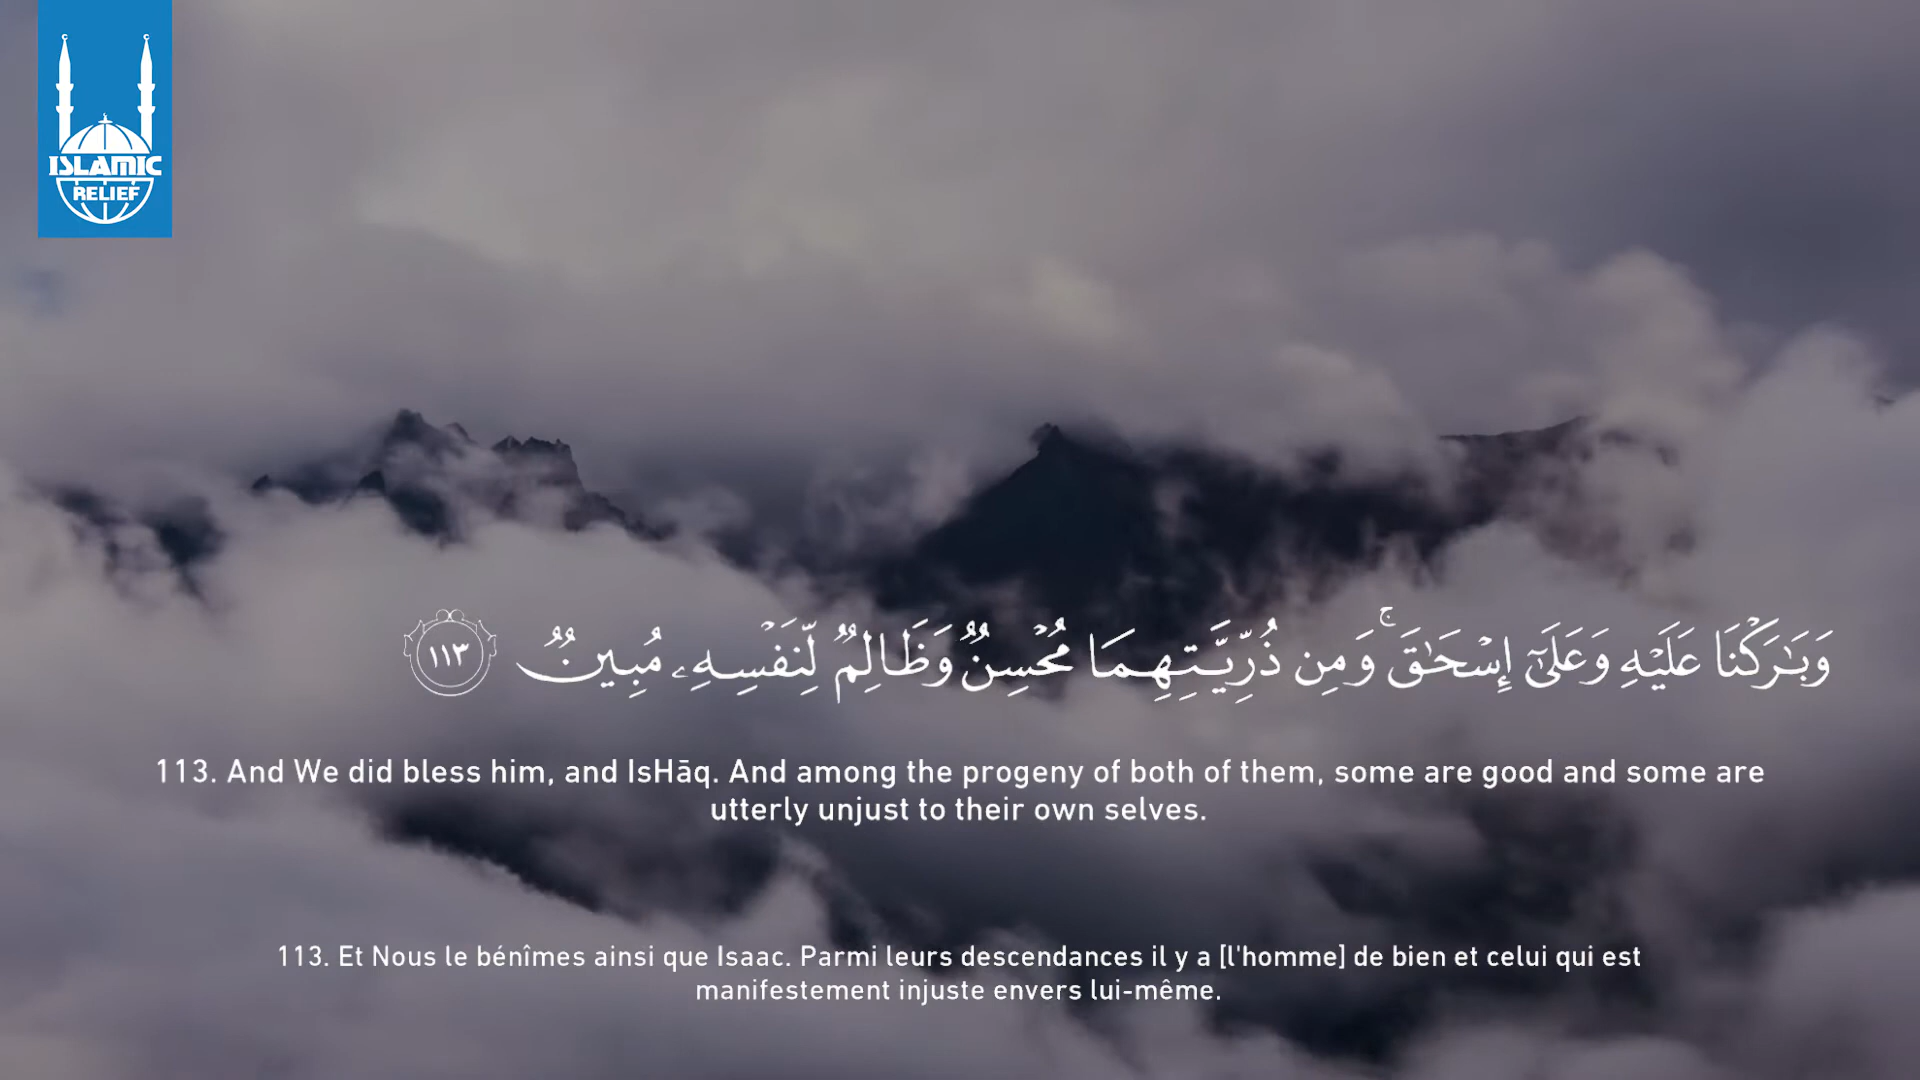 ISLAMIC
RELIEF
وَبَـٰرَكْنَا عَلَيْهِ وَعَلَىٰٓ إِسْحَـٰقَ ۚ وَمِن ذُرِّيَّتِهِمَا مُحْسِنٌ وَظَالِمٌ لِّنَفْسِهِۦ مُبِينٌ ١١٣
113. And We did bless him, and IsHāq. And among the progeny of both of them, some are good and some are
utterly unjust to their own selves.
113. Et Nous le bénîmes ainsi que Isaac. Parmi leurs descendances il y a [l'homme] de bien et celui qui est
manifestement injuste envers lui-même.